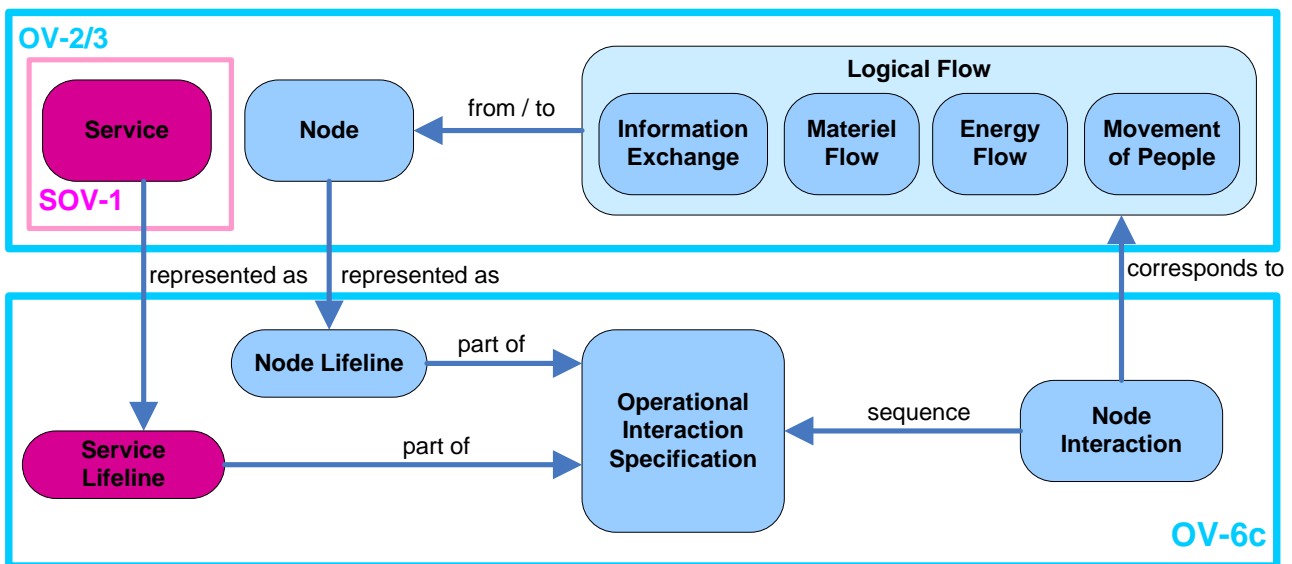 OV-2/3
Logical Flow
Service
Node
from / to
Information
Exchange
Materiel
Flow
Energy
Flow
Movement
of People
SOV-1
represented as
represented as
corresponds to
Node Lifeline
part of
Operational
Interaction
Specification
sequence
Node
Interaction
Service
Lifeline
part of
OV-6c